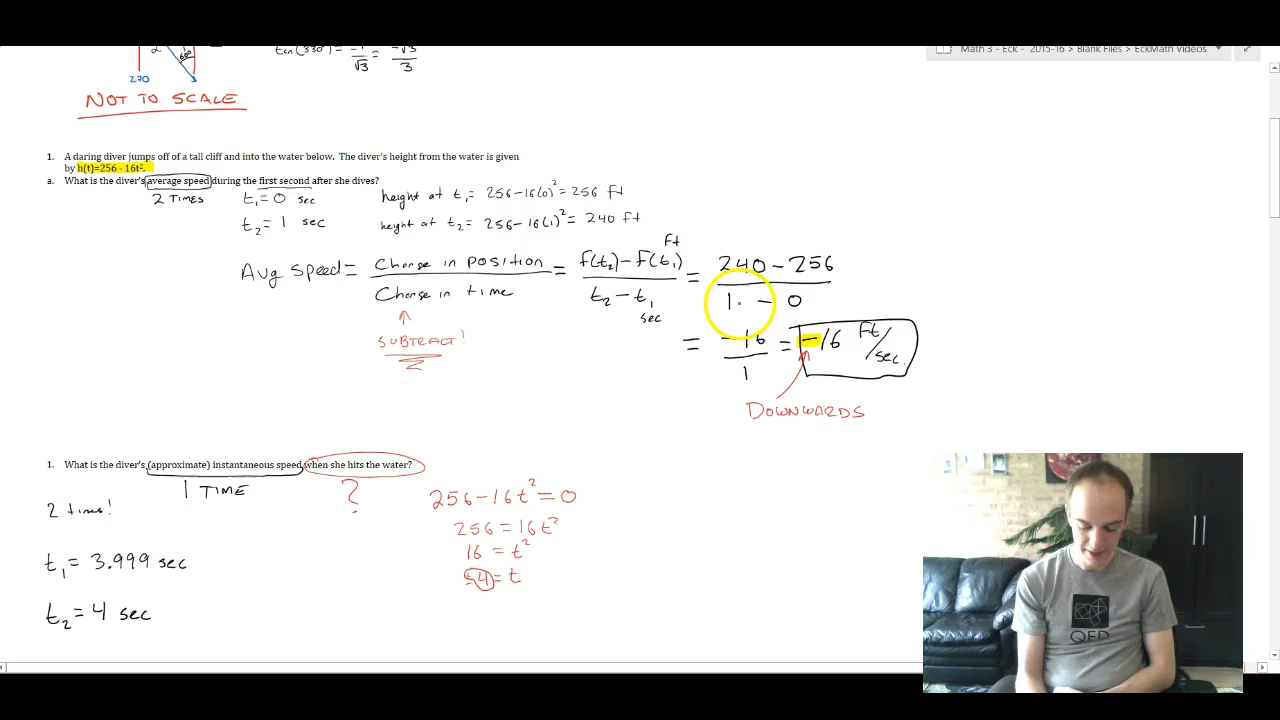 Math 3 - Eck - 2015-16 > Blank Files > EckMath Videos
tan(330°) = -1/√3 = -√3/3
α
60°
270
NOT TO SCALE
1. A daring diver jumps off of a tall cliff and into the water below. The diver's height from the water is given
by h(t)=256 - 16t².
a. What is the diver's average speed during the first second after she dives?
2 TIMES
t₁ = 0 sec
height at t₁ = 256-16(0)² = 256 ft
t₂ = 1 sec
height at t₂ = 256-16(1)² = 240 ft
Avg Speed = Change in position / Change in time = f(t₂) - f(t₁) ft / t₂ - t₁ sec = 240 - 256 / 1 - 0
SUBTRACT!
= -16/1 = -16 Ft/sec.
DOWNWARDS
1. What is the diver's (approximate) instantaneous speed when she hits the water?
1 TIME
?
2 times!
t₁ = 3.999 sec
t₂ = 4 sec
256-16t² = 0
256 = 16t²
16 = t²
±4 = t
QED